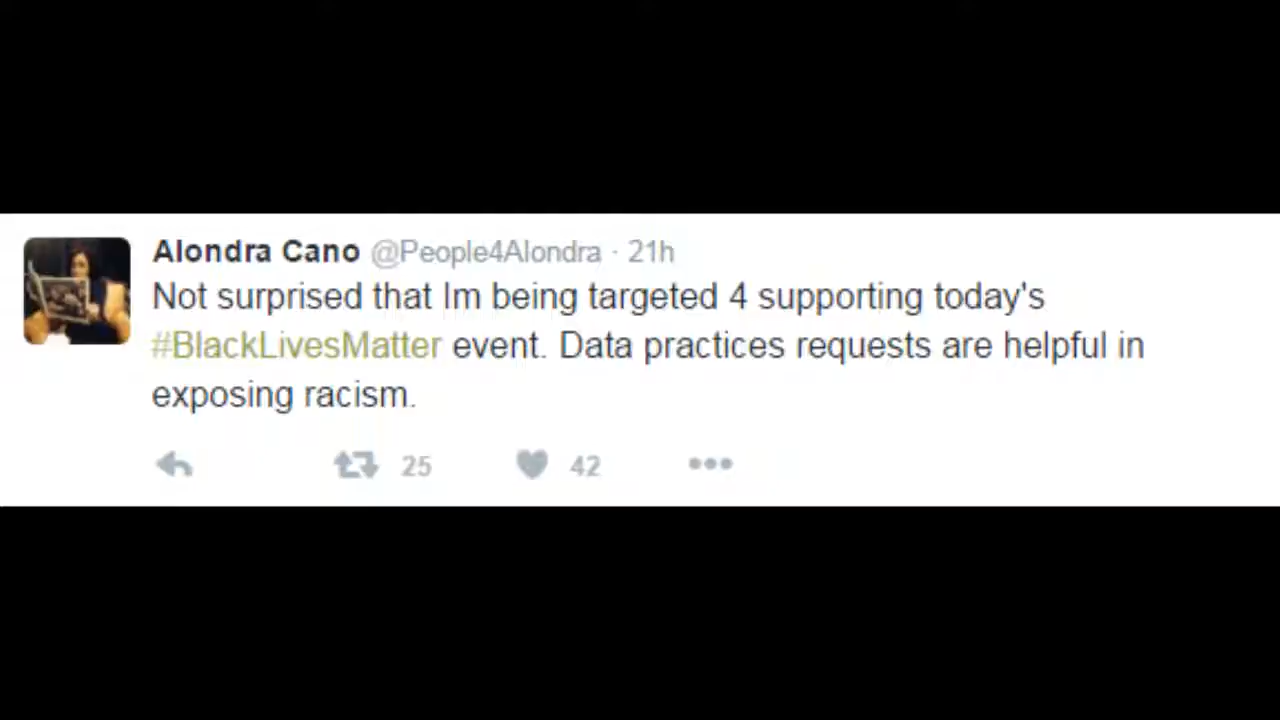 Alondra Cano @People4Alondra · 21h
Not surprised that Im being targeted 4 supporting today's
#BlackLivesMatter event. Data practices requests are helpful in
exposing racism.
25 42